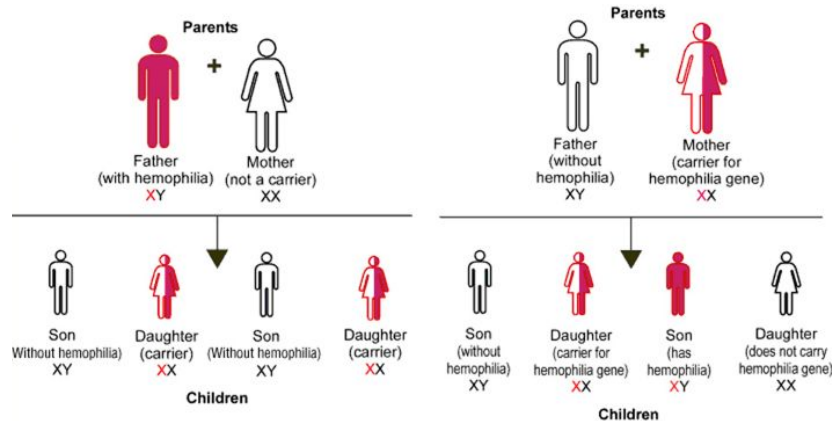 Parents
+
Father
(with hemophilia)
XY
Mother
(not a carrier)
XX
Son
Without hemophilia)
XY
Daughter
(carrier)
XX
Son
(Without hemophilia)
XY
Daughter
(carrier)
XX
Children
Parents
+
Father
(without
hemophilia)
XY
Mother
(carrier for
hemophilia gene)
XX
Son
(without
hemophilia)
XY
Daughter
(carrier for
hemophilia gene)
XX
Son
(has
hemophilia)
XY
Daughter
(does not carry
hemophilia gene)
XX
Children